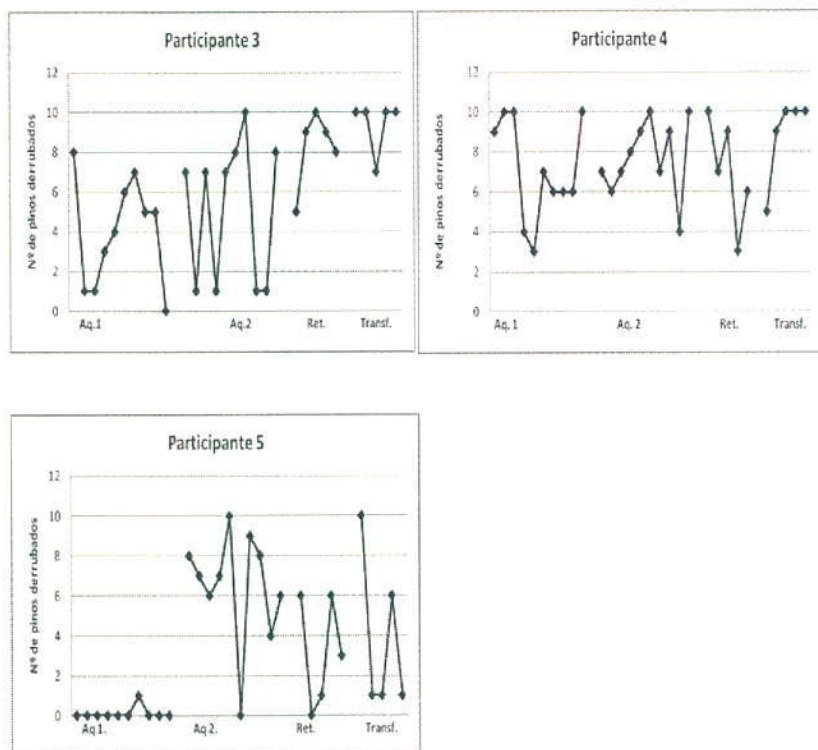 Participante 3
Nº de pinos derrubados
12
10
8
6
4
2
0
Aq.1
Aq.2
Ret.
Transf.
Participante 4
Nº de pinos derrubados
12
10
8
6
4
2
0
Aq. 1
Aq. 2
Ret.
Transf.
Participante 5
Nº de pinos derrubados
12
10
8
6
4
2
0
Aq 1.
Aq 2.
Ret.
Transf.